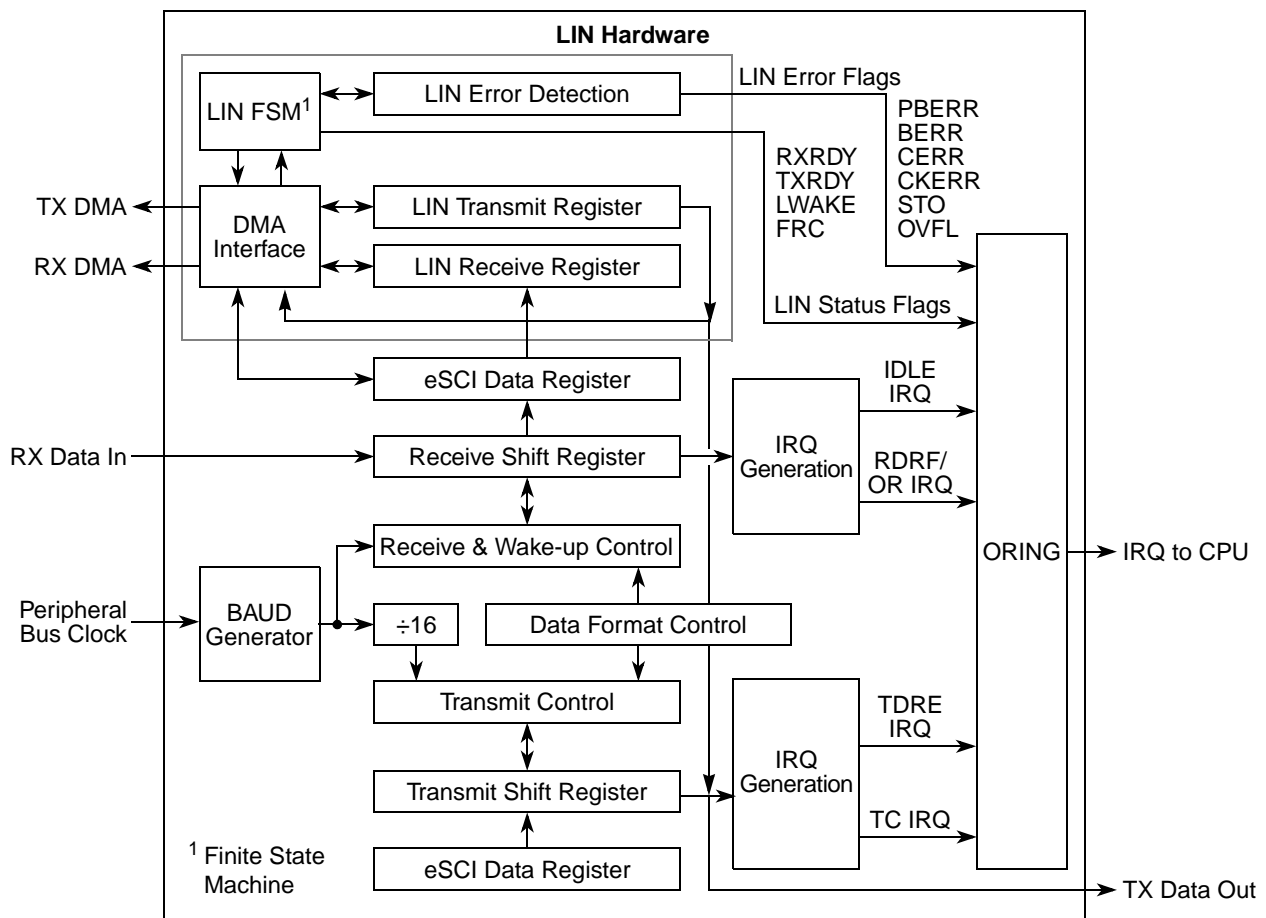 LIN Hardware
LIN Error Flags
LIN FSM1
LIN Error Detection
PBERR
BERR
CERR
CKERR
STO
OVFL
RXRDY
TXRDY
LWAKE
FRC
TX DMA
RX DMA
DMA
Interface
LIN Transmit Register
LIN Receive Register
LIN Status Flags
eSCI Data Register
IDLE
IRQ
RX Data In
Receive Shift Register
IRQ
Generation
RDRF/
OR IRQ
Receive & Wake-up Control
ORING
IRQ to CPU
Peripheral
Bus Clock
BAUD
Generator
÷16
Data Format Control
Transmit Control
TDRE
IRQ
IRQ
Generation
Transmit Shift Register
TC IRQ
eSCI Data Register
1 Finite State
Machine
TX Data Out